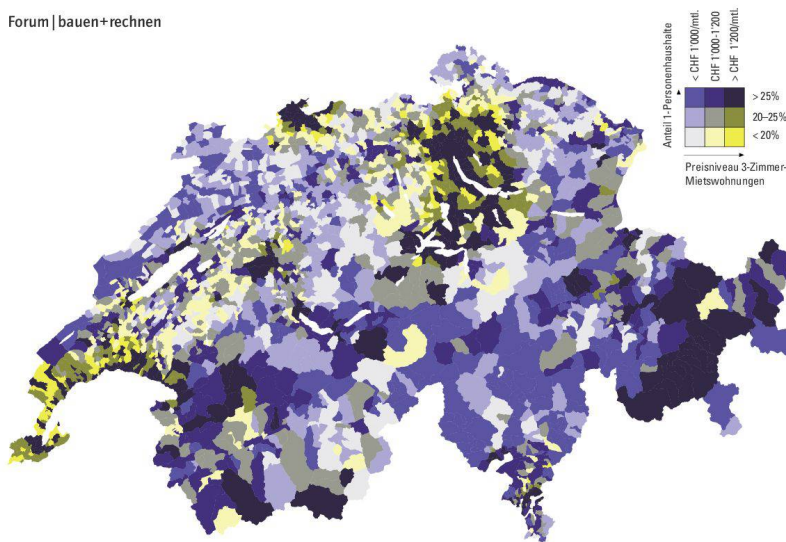 Forum | bauen+rechnen
Anteil 1-Personenhaushalte
< CHF 1'000/mtl.
CHF 1'000-1'200
> CHF 1'200/mtl.
> 25%
20–25%
< 20%
Preisniveau 3-Zimmer-
Mietswohnungen